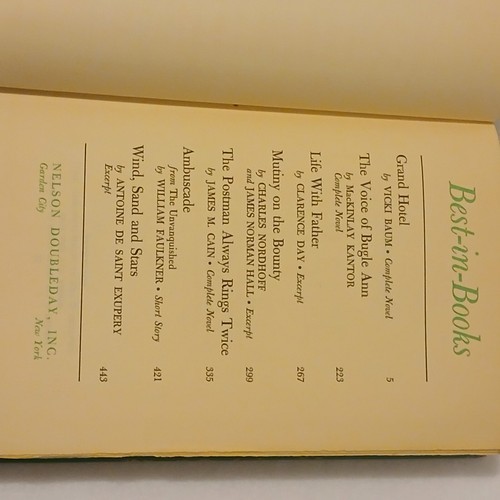 Best-in-Books
Grand Hotel
by VICKI BAUM • Complete Novel 5
The Voice of Bugle Ann
by MacKINLAY KANTOR
Complete Novel 223
Life With Father
by CLARENCE DAY • Excerpt 267
Mutiny on the Bounty
by CHARLES NORDHOFF
and JAMES NORMAN HALL • Excerpt 299
The Postman Always Rings Twice
by JAMES M. CAIN • Complete Novel 335
Ambuscade
from The Unvanquished
by WILLIAM FAULKNER • Short Story 421
Wind, Sand and Stars
by ANTOINE DE SAINT EXUPERY
Excerpt 443
NELSON DOUBLEDAY, INC.
Garden City New York